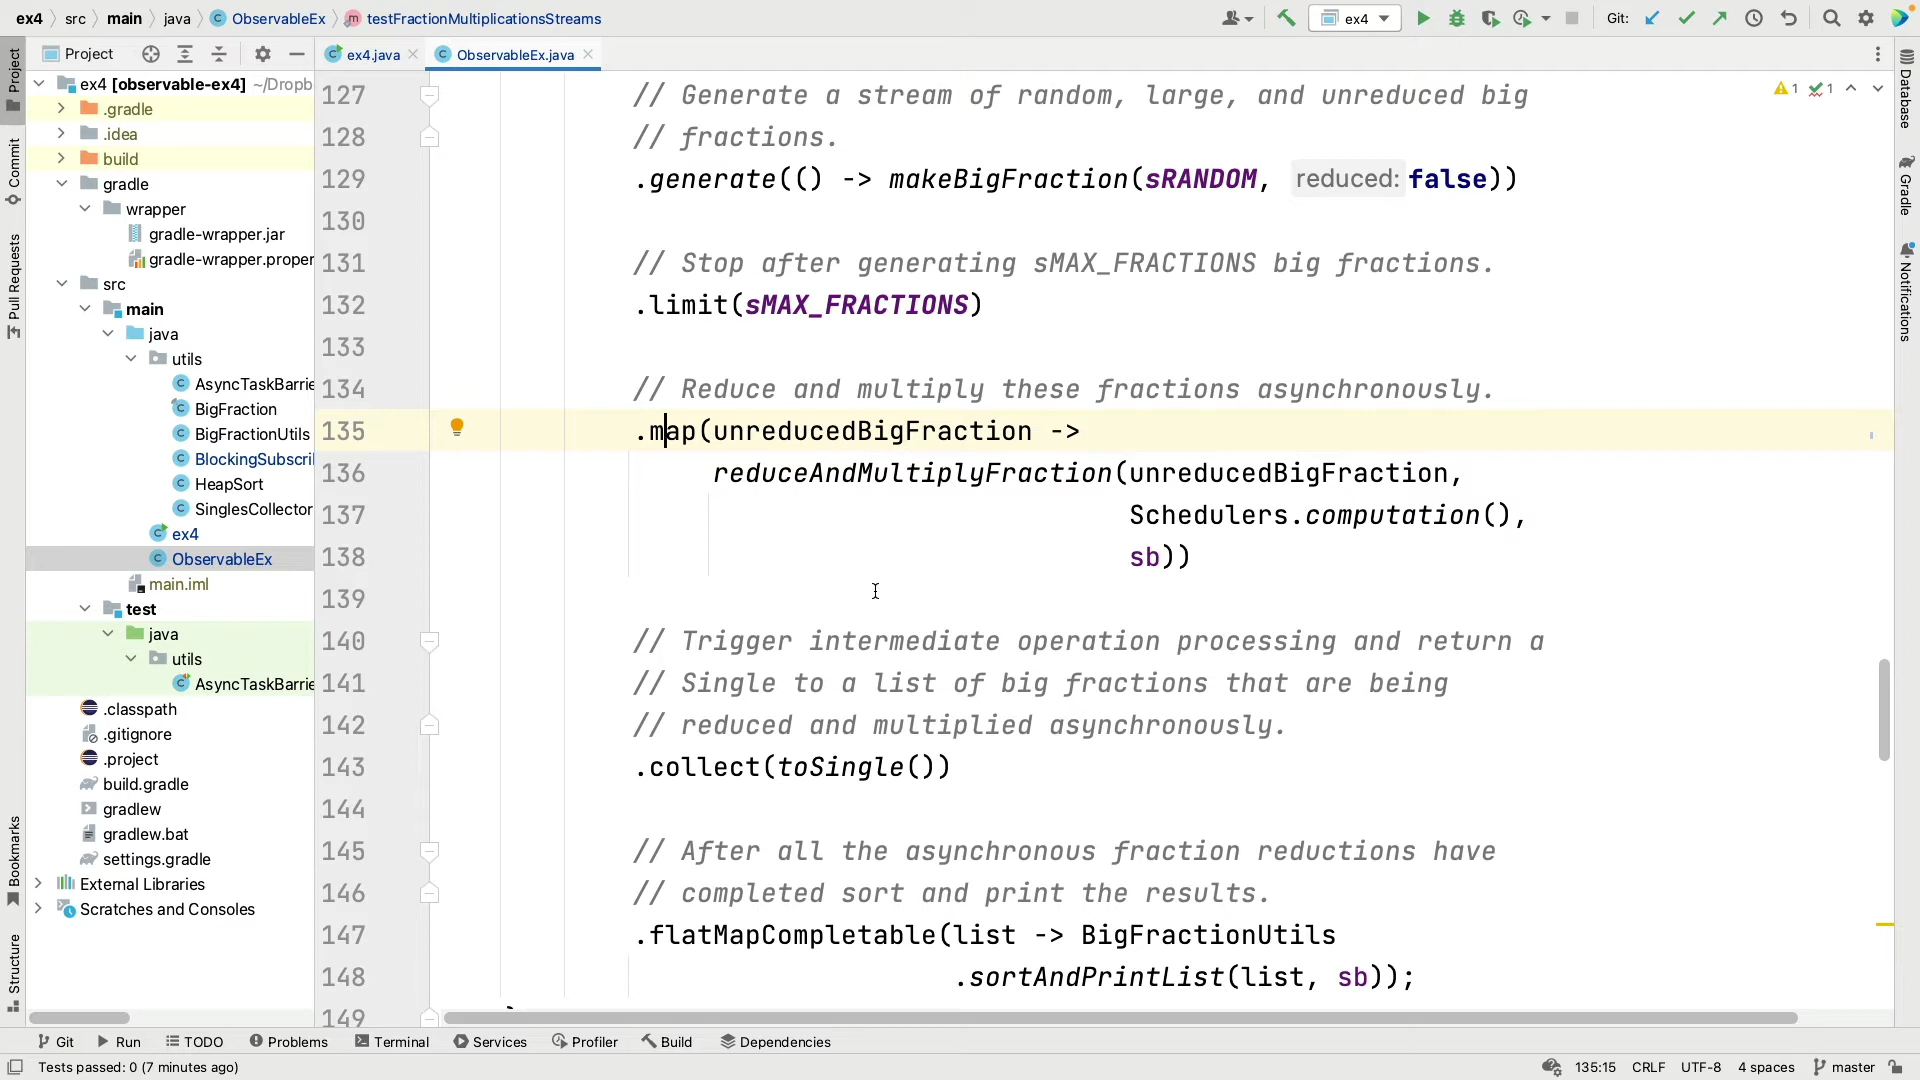 ex4 src main java ObservableEx testFractionMultiplicationsStreams ex4 Git:
Project ex4.java ObservableEx.java
Project
Commit
Pull Requests
Bookmarks
Structure
ex4 [observable-ex4] ~/Dropb
.gradle
.idea
build
gradle
wrapper
gradle-wrapper.jar
gradle-wrapper.proper
src
main
java
utils
AsyncTaskBarrie
BigFraction
BigFractionUtils
BlockingSubscri
HeapSort
SinglesCollector
ex4
ObservableEx
main.iml
test
java
utils
AsyncTaskBarrie
.classpath
.gitignore
.project
build.gradle
gradlew
gradlew.bat
settings.gradle
External Libraries
Scratches and Consoles
127 // Generate a stream of random, large, and unreduced big
128 // fractions.
129 .generate(() -> makeBigFraction(sRANDOM, reduced: false))
130
131 // Stop after generating sMAX_FRACTIONS big fractions.
132 .limit(sMAX_FRACTIONS)
133
134 // Reduce and multiply these fractions asynchronously.
135 .map(unreducedBigFraction ->
136 reduceAndMultiplyFraction(unreducedBigFraction,
137 Schedulers.computation(),
138 sb))
139
140 // Trigger intermediate operation processing and return a
141 // Single to a list of big fractions that are being
142 // reduced and multiplied asynchronously.
143 .collect(toSingle())
144
145 // After all the asynchronous fraction reductions have
146 // completed sort and print the results.
147 .flatMapCompletable(list -> BigFractionUtils
148 .sortAndPrintList(list, sb));
149
1 1
Database
Gradle
Notifications
Git Run TODO Problems Terminal Services Profiler Build Dependencies
Tests passed: 0 (7 minutes ago) 135:15 CRLF UTF-8 4 spaces master